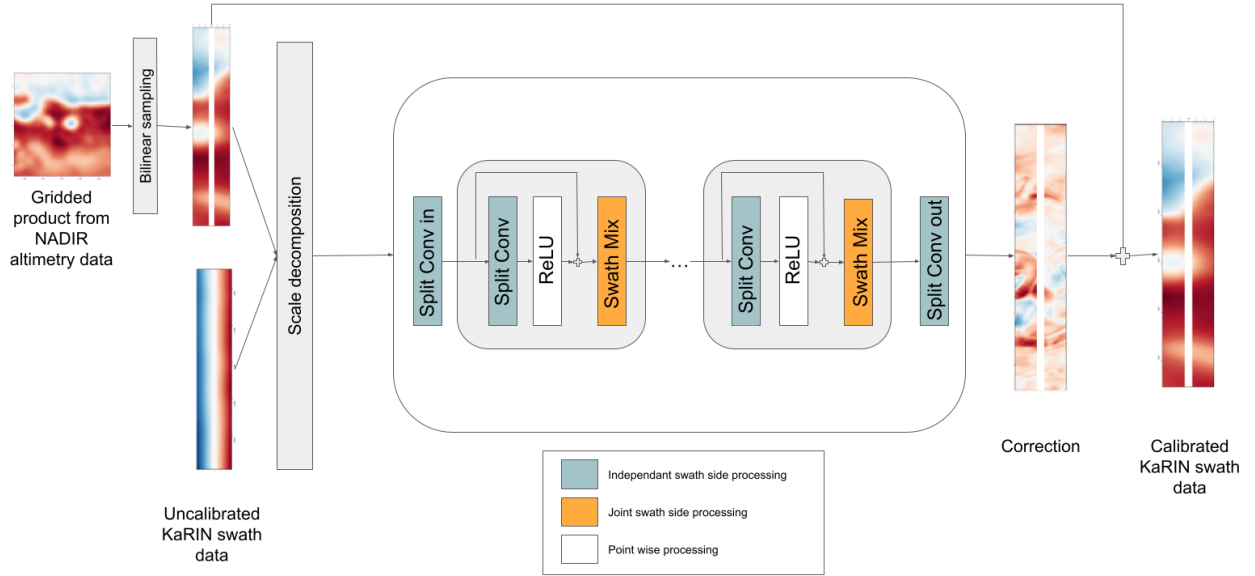 Gridded
product from
NADIR
altimetry data
Bilinear sampling
Uncalibrated
KaRIN swath
data
Scale decomposition
Split Conv in
Split Conv
ReLU
Swath Mix
...
Split Conv
ReLU
Swath Mix
Split Conv out
Correction
Calibrated
KaRIN swath
data
Independant swath side processing
Joint swath side processing
Point wise processing